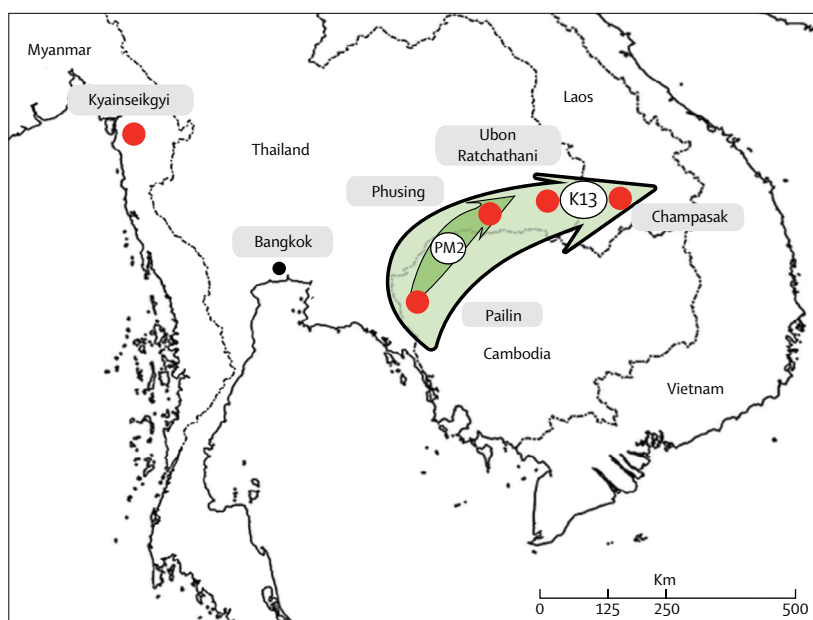 Myanmar
Kyainseikgyi
Laos
Thailand
Ubon
Ratchathani
Phusing
K13
Champasak
Bangkok
PM2
Pailin
Cambodia
Vietnam
Km
0 125 250 500